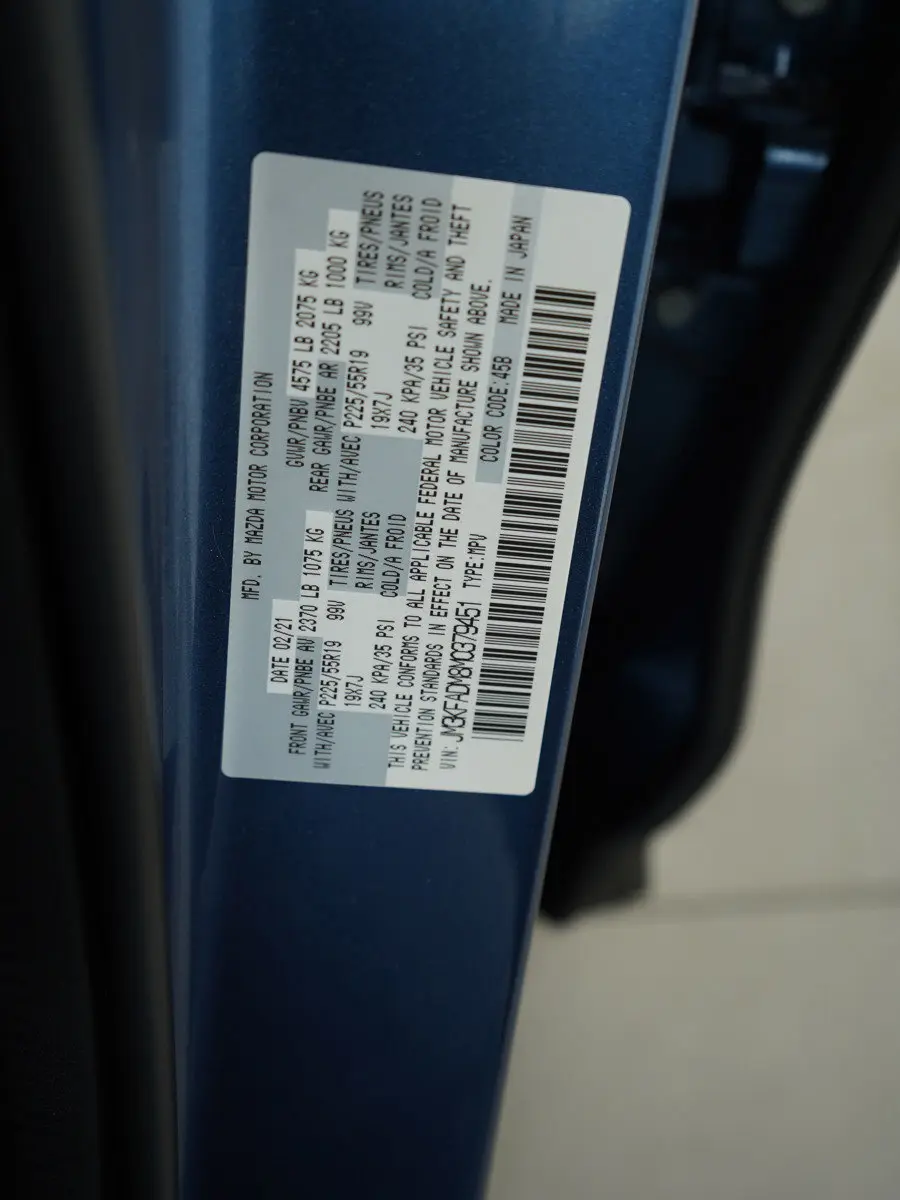 MFD. BY MAZDA MOTOR CORPORATION
DATE 02/21 GVWR/PNBV 4575 LB 2075 KG
FRONT GAWR/PNBE AV 2370 LB 1075 KG REAR GAWR/PNBE AR 2205 LB 1000 KG
WITH/AVEC P225/55R19 99V TIRES/PNEUS WITH/AVEC P225/55R19 99V TIRES/PNEUS
19X7J RIMS/JANTES 19X7J RIMS/JANTES
240 KPA/35 PSI COLD/A FROID 240 KPA/35 PSI COLD/A FROID
THIS VEHICLE CONFORMS TO ALL APPLICABLE FEDERAL MOTOR VEHICLE SAFETY AND THEFT
PREVENTION STANDARDS IN EFFECT ON THE DATE OF MANUFACTURE SHOWN ABOVE.
VIN: JM3KFADM8M0379451 TYPE:MPV COLOR CODE:45B MADE IN JAPAN